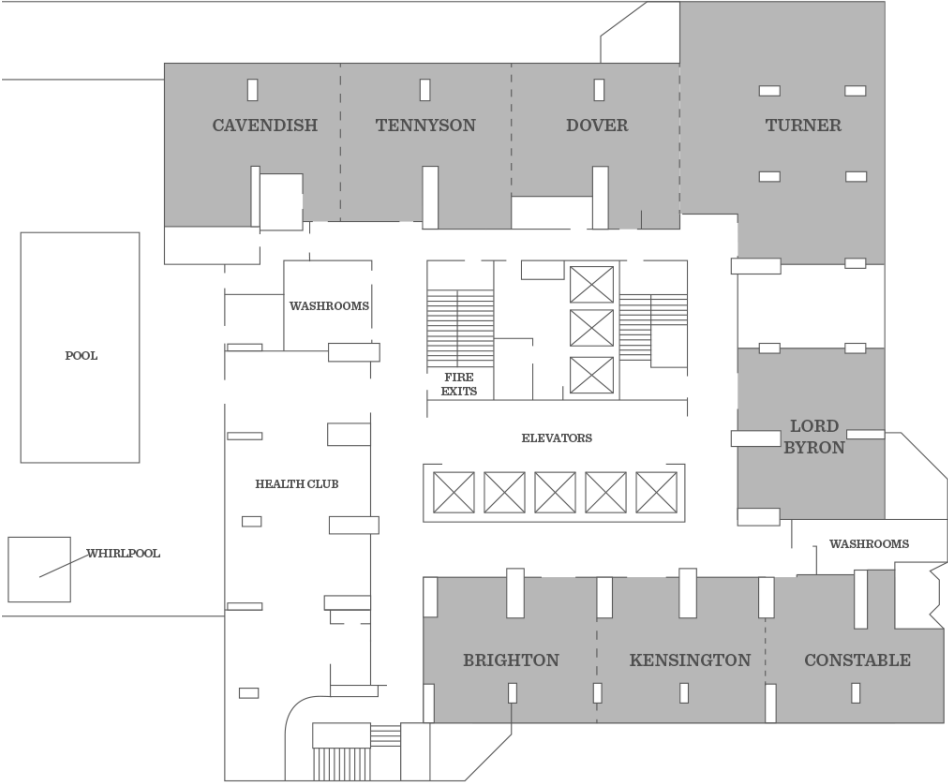 CAVENDISH
TENNYSON
DOVER
TURNER
WASHROOMS
POOL
FIRE
EXITS
ELEVATORS
LORD
BYRON
HEALTH CLUB
WASHROOMS
WHIRLPOOL
BRIGHTON
KENSINGTON
CONSTABLE